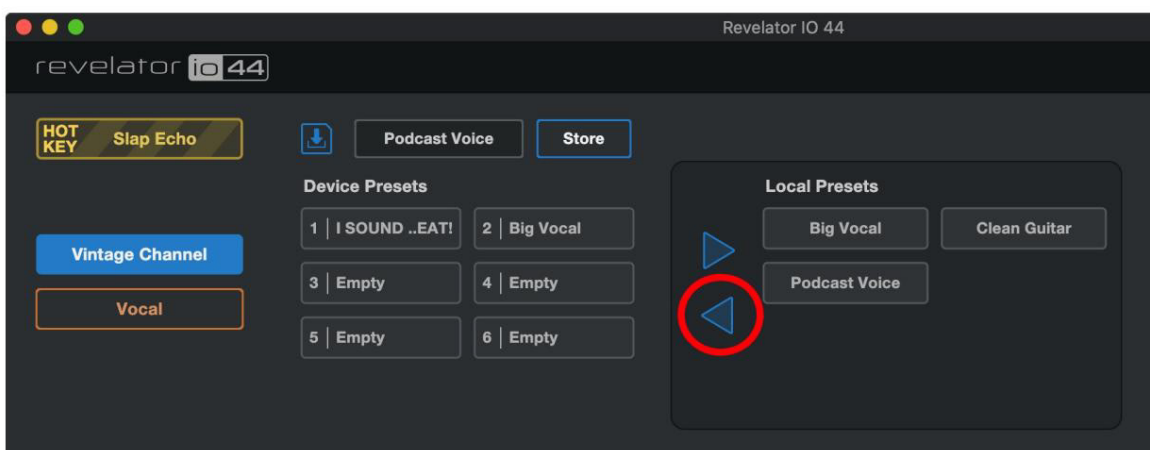 Revelator IO 44
revelator io 44
HOT KEY Slap Echo
Podcast Voice
Store
Vintage Channel
Vocal
Device Presets
1 | I SOUND ..EAT!
2 | Big Vocal
3 | Empty
4 | Empty
5 | Empty
6 | Empty
Local Presets
Big Vocal
Clean Guitar
Podcast Voice